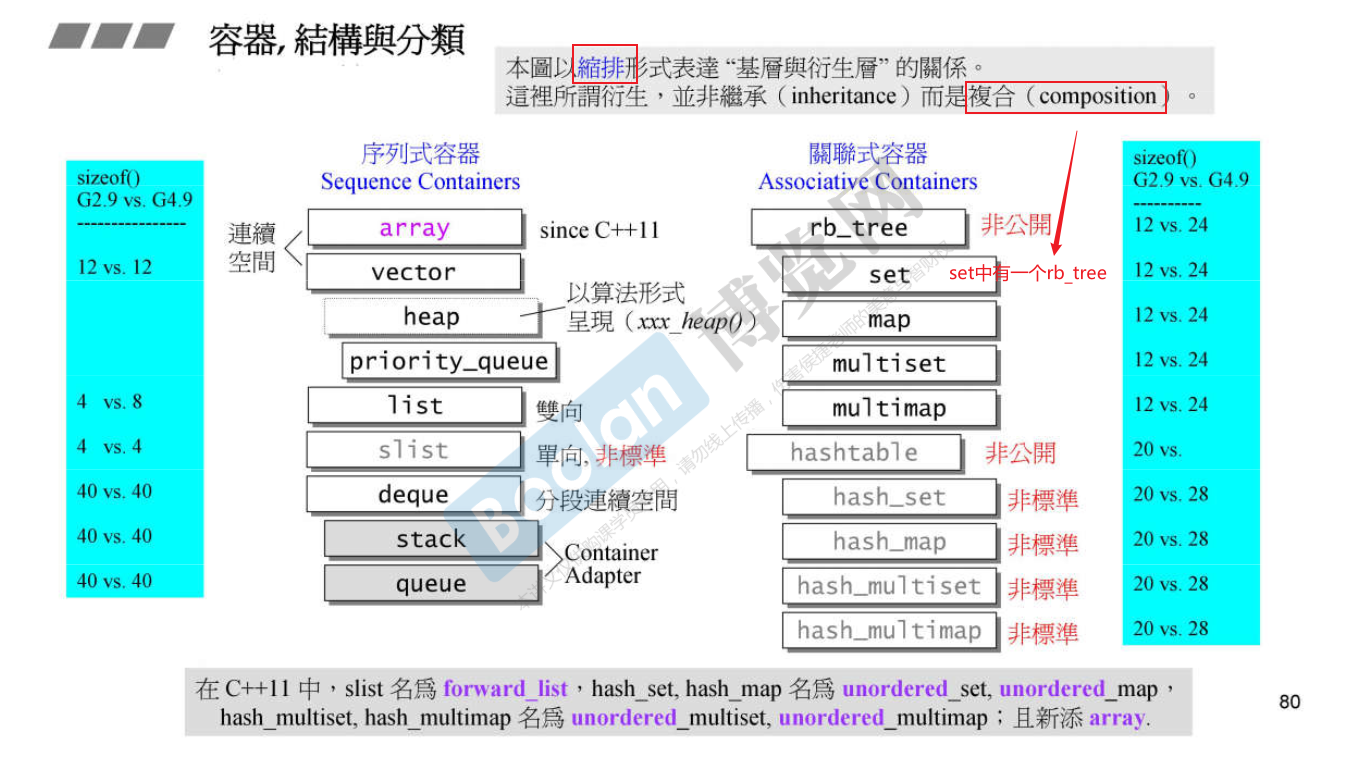 容器, 結構與分類
本圖以縮排形式表達 “基層與衍生層” 的關係。
這裡所謂衍生，並非繼承（inheritance）而是複合（composition）。
sizeof()
G2.9 vs. G4.9
----------------
12 vs. 12
4 vs. 8
4 vs. 4
40 vs. 40
40 vs. 40
40 vs. 40
序列式容器
Sequence Containers
連續
空間
array
since C++11
vector
heap
以算法形式
呈現（xxx_heap()）
priority_queue
list
雙向
slist
單向, 非標準
deque
分段連續空間
stack
queue
Container
Adapter
關聯式容器
Associative Containers
rb_tree
非公開
set
set中有一个rb_tree
map
multiset
multimap
hashtable
非公開
hash_set
非標準
hash_map
非標準
hash_multiset
非標準
hash_multimap
非標準
sizeof()
G2.9 vs. G4.9
----------
12 vs. 24
12 vs. 24
12 vs. 24
12 vs. 24
12 vs. 24
20 vs.
20 vs. 28
20 vs. 28
20 vs. 28
20 vs. 28
Boolan
博览网
在 C++11 中，slist 名為 forward_list，hash_set, hash_map 名為 unordered_set, unordered_map，
hash_multiset, hash_multimap 名為 unordered_multiset, unordered_multimap；且新添 array.
80